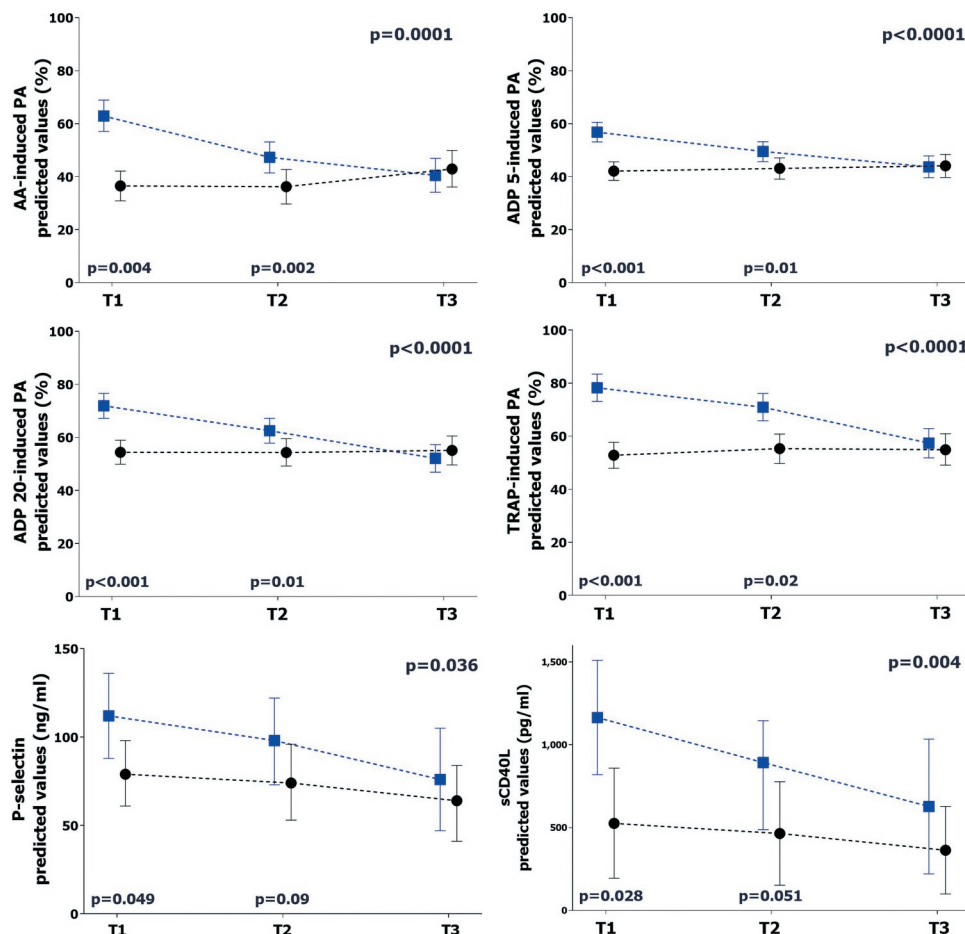 AA-induced PA
predicted values (%)
100
80
60
40
20
0
p=0.0001
p=0.004
p=0.002
T1
T2
T3
ADP 5-induced PA
predicted values (%)
100
80
60
40
20
0
p<0.0001
p<0.001
p=0.01
T1
T2
T3
ADP 20-induced PA
predicted values (%)
100
80
60
40
20
0
p<0.0001
p<0.001
p=0.01
T1
T2
T3
TRAP-induced PA
predicted values (%)
100
80
60
40
20
0
p<0.0001
p<0.001
p=0.02
T1
T2
T3
P-selectin
predicted values (ng/ml)
150
100
50
0
p=0.036
p=0.049
p=0.09
T1
T2
T3
sCD40L
predicted values (pg/ml)
1,500
1,000
500
0
p=0.004
p=0.028
p=0.051
T1
T2
T3